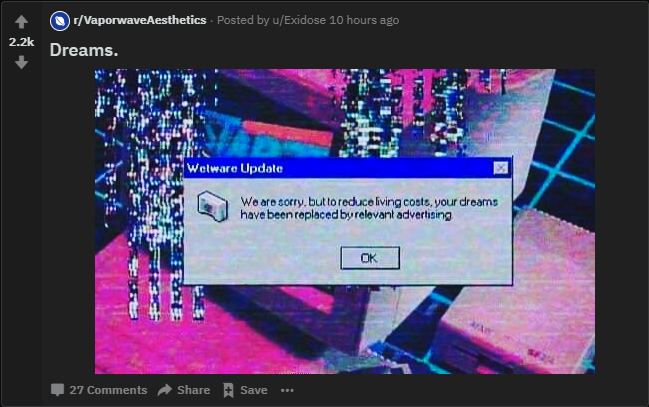 r/VaporwaveAesthetics · Posted by u/Exidose 10 hours ago
2.2k
Dreams.
Wetware Update
We are sorry, but to reduce living costs, your dreams
have been replaced by relevant advertising.
OK
ATARI
27 Comments Share Save